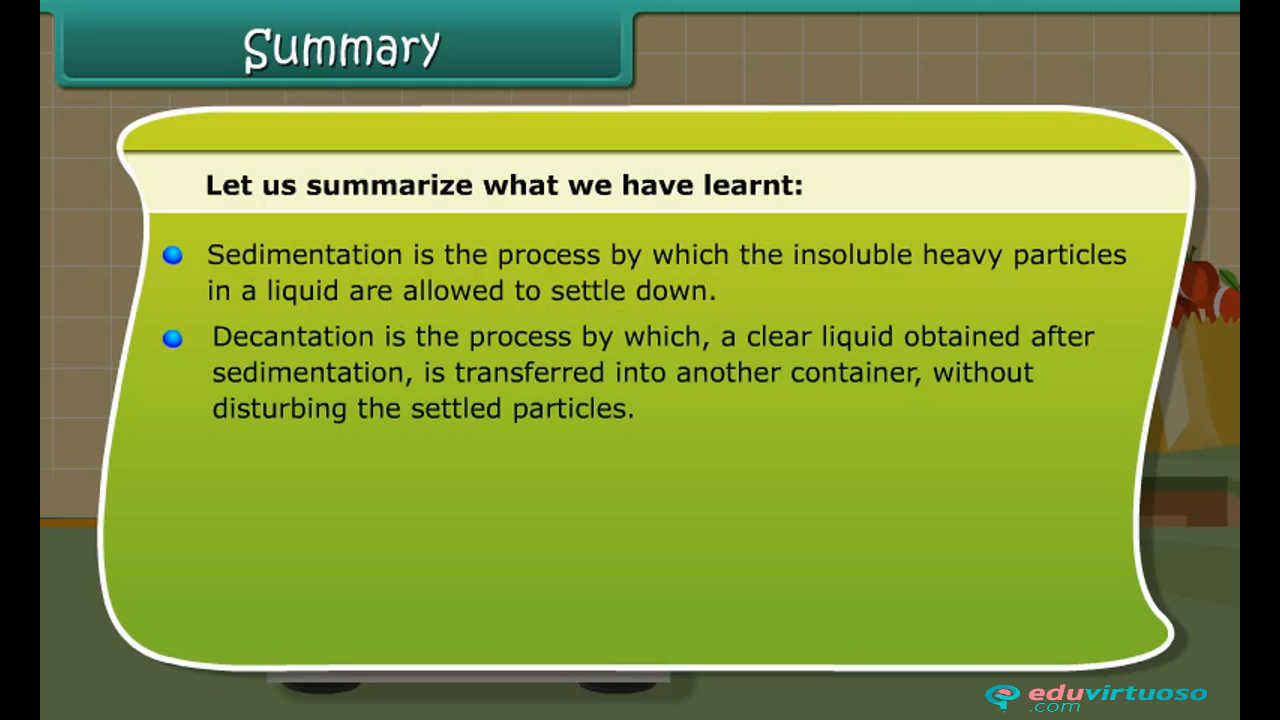 Summary
Let us summarize what we have learnt:
Sedimentation is the process by which the insoluble heavy particles
in a liquid are allowed to settle down.
Decantation is the process by which, a clear liquid obtained after
sedimentation, is transferred into another container, without
disturbing the settled particles.
eduvirtuoso
.com